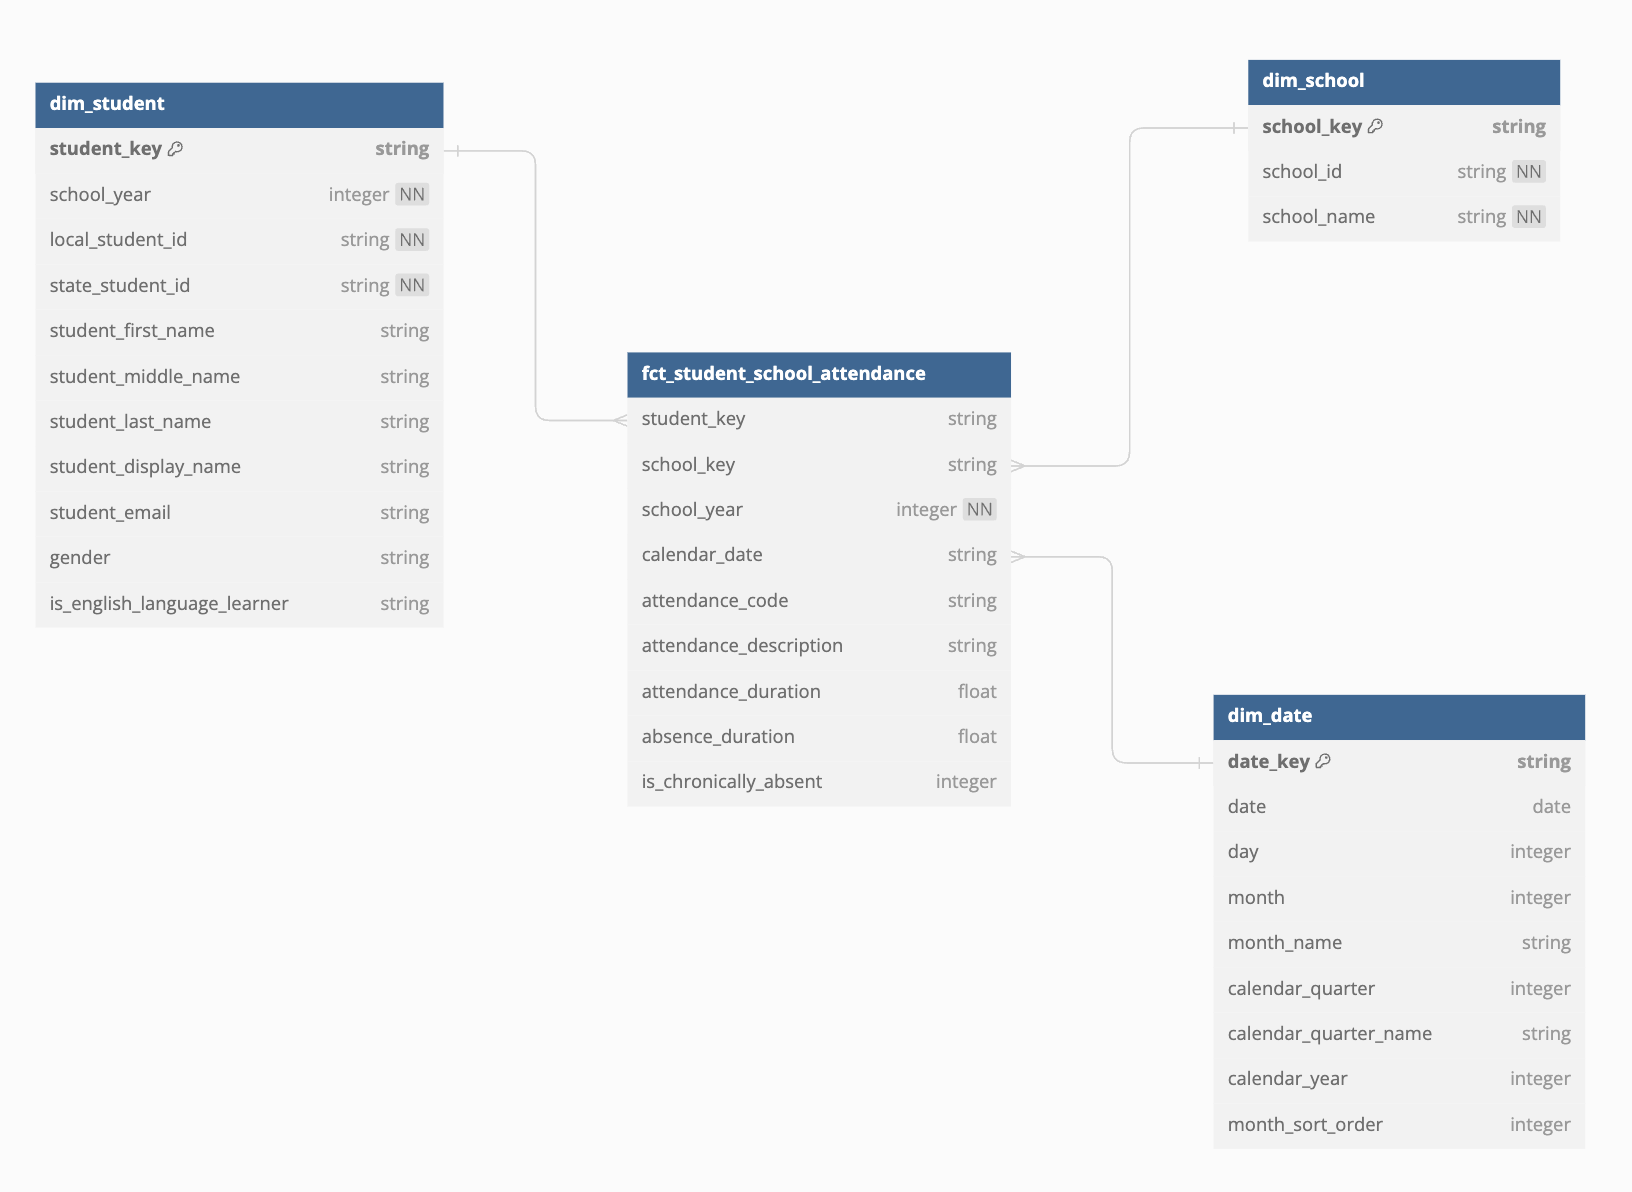 dim_student
student_key string
school_year integer NN
local_student_id string NN
state_student_id string NN
student_first_name string
student_middle_name string
student_last_name string
student_display_name string
student_email string
gender string
is_english_language_learner string
fct_student_school_attendance
student_key string
school_key string
school_year integer NN
calendar_date string
attendance_code string
attendance_description string
attendance_duration float
absence_duration float
is_chronically_absent integer
dim_school
school_key string
school_id string NN
school_name string NN
dim_date
date_key string
date date
day integer
month integer
month_name string
calendar_quarter integer
calendar_quarter_name string
calendar_year integer
month_sort_order integer